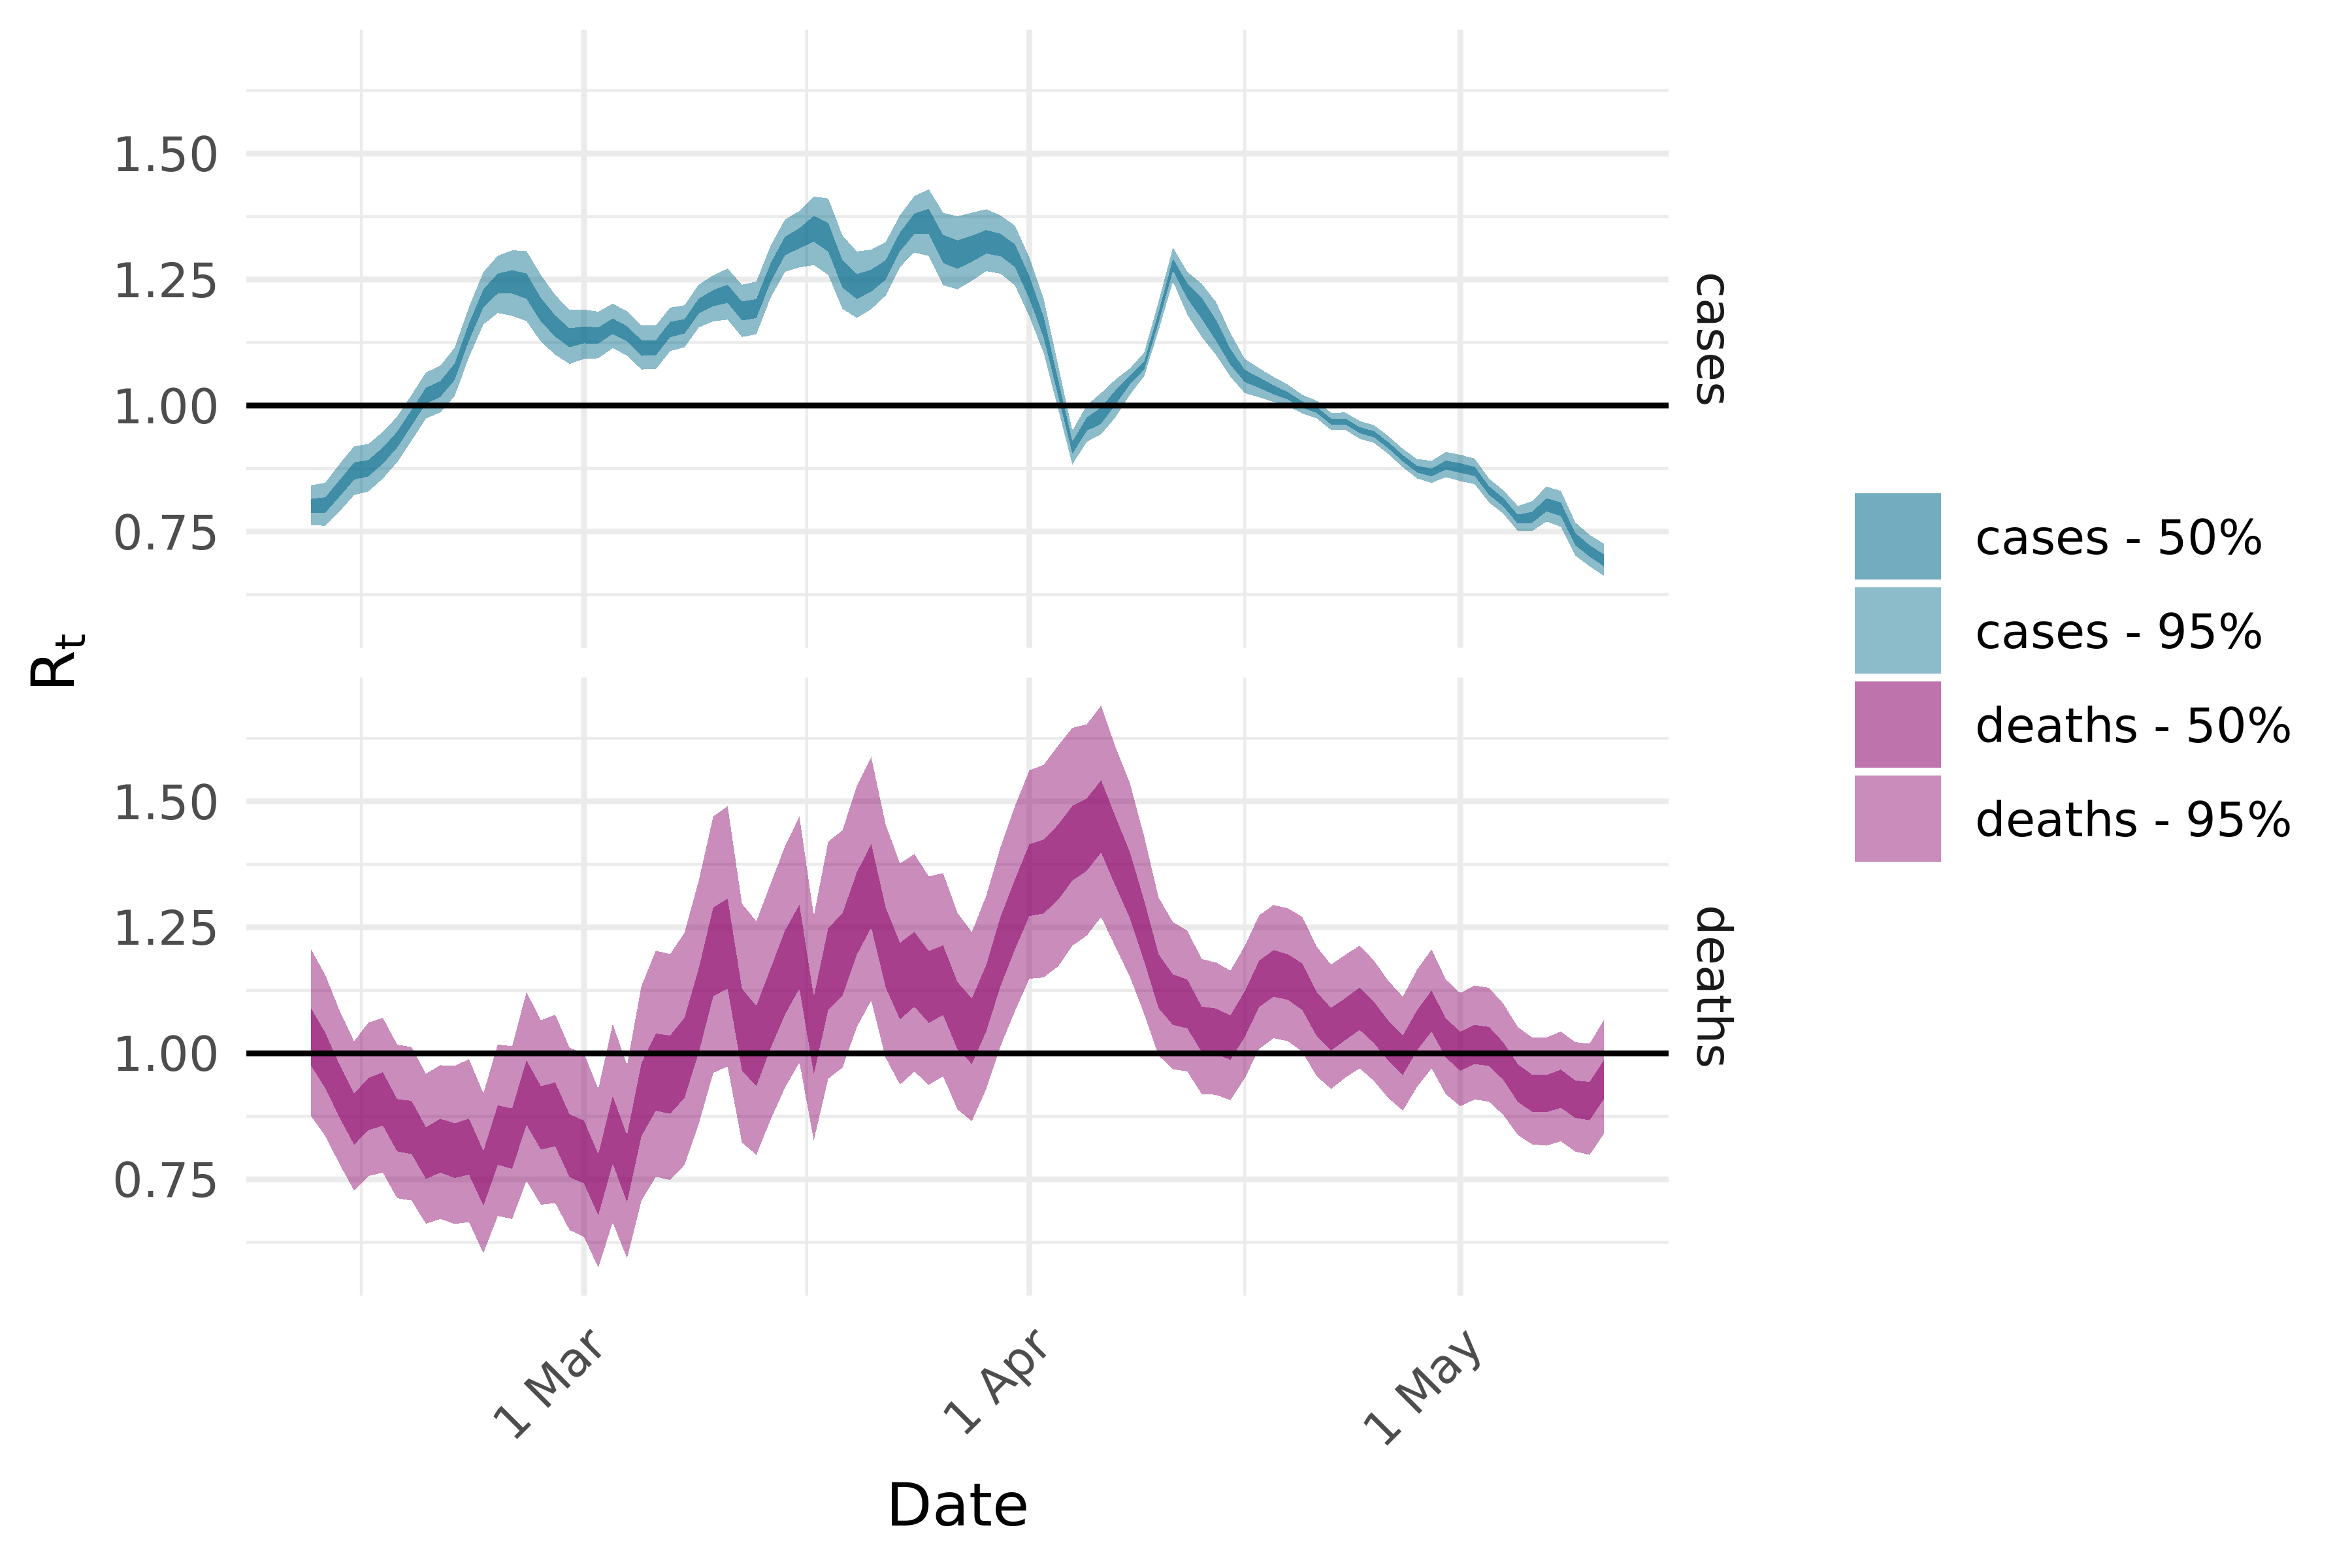 1.50
1.25
1.00
0.75
cases
Rt
1.50
1.25
1.00
0.75
deaths
1 Mar
1 Apr
1 May
Date
cases - 50%
cases - 95%
deaths - 50%
deaths - 95%